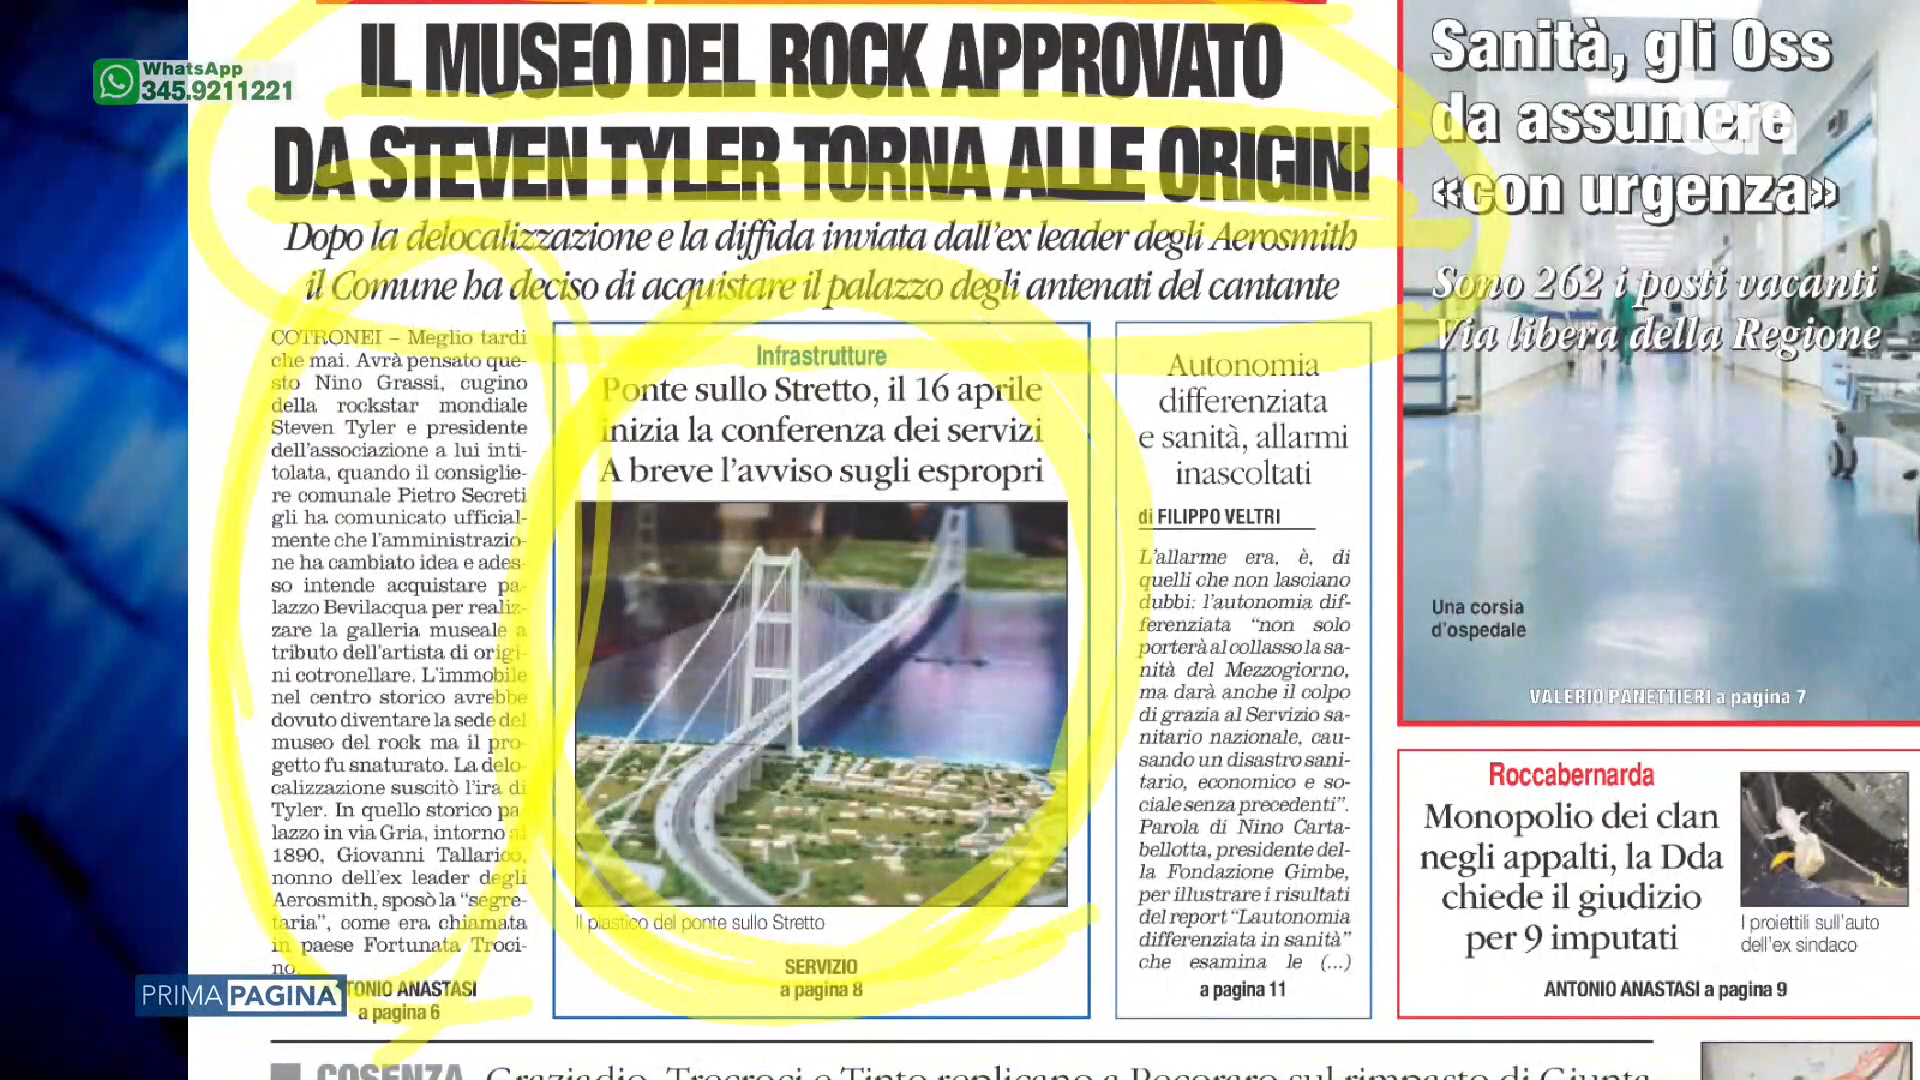 WhatsApp
345.9211221
IL MUSEO DEL ROCK APPROVATO
DA STEVEN TYLER TORNA ALLE ORIGINI
Dopo la delocalizzazione e la diffida inviata dall'ex leader degli Aerosmith
il Comune ha deciso di acquistare il palazzo degli antenati del cantante
COTRONEI – Meglio tardi
che mai. Avrà pensato que-
sto Nino Grassi, cugino
della rockstar mondiale
Steven Tyler e presidente
dell'associazione a lui inti-
tolata, quando il consiglie-
re comunale Pietro Secreti
gli ha comunicato ufficial-
mente che l'amministrazio-
ne ha cambiato idea e ades-
so intende acquistare pa-
lazzo Bevilacqua per realiz-
zare la galleria museale a
tributo dell'artista di origi-
ni cotronellare. L'immobile
nel centro storico avrebbe
dovuto diventare la sede del
museo del rock ma il pro-
getto fu snaturato. La delo-
calizzazione suscitò l'ira di
Tyler. In quello storico pa-
lazzo in via Gria, intorno al
1890, Giovanni Tallarico,
nonno dell'ex leader degli
Aerosmith, sposò la "segre-
taria", come era chiamata
in paese Fortunata Troci-
no.
TONIO ANASTASI
a pagina 6
PRIMA PAGINA
Infrastrutture
Ponte sullo Stretto, il 16 aprile
inizia la conferenza dei servizi
A breve l'avviso sugli espropri
Il plastico del ponte sullo Stretto
SERVIZIO
a pagina 8
Autonomia
differenziata
e sanità, allarmi
inascoltati
di FILIPPO VELTRI
L'allarme era, è, di
quelli che non lasciano
dubbi: l'autonomia dif-
ferenziata "non solo
porterà al collasso la sa-
nità del Mezzogiorno,
ma darà anche il colpo
di grazia al Servizio sa-
nitario nazionale, cau-
sando un disastro sani-
tario, economico e so-
ciale senza precedenti".
Parola di Nino Carta-
bellotta, presidente del-
la Fondazione Gimbe,
per illustrare i risultati
del report "Lautonomia
differenziata in sanità"
che esamina le (...)
a pagina 11
Sanità, gli Oss
da assumere
«con urgenza»
Sono 262 i posti vacanti
Via libera della Regione
Una corsia
d'ospedale
VALERIO PANETTIERI a pagina 7
Roccabernarda
Monopolio dei clan
negli appalti, la Dda
chiede il giudizio
per 9 imputati
I proiettili sull'auto
dell'ex sindaco
ANTONIO ANASTASI a pagina 9
COSENZA Graziadio, Trecroci e Tinto replicano a Pecoraro sul rimpasto di Giunta